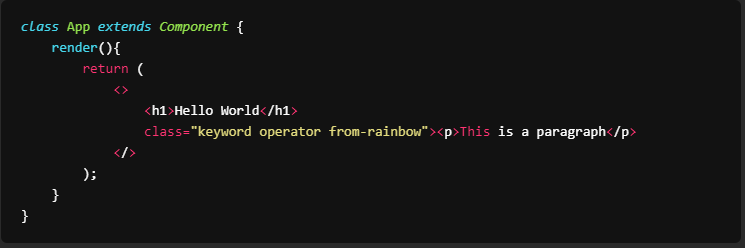 class App extends Component {
    render(){
        return (
            <>
                <h1>Hello World</h1>
                class="keyword operator from-rainbow"><p>This is a paragraph</p>
            </>
        );
    }
}